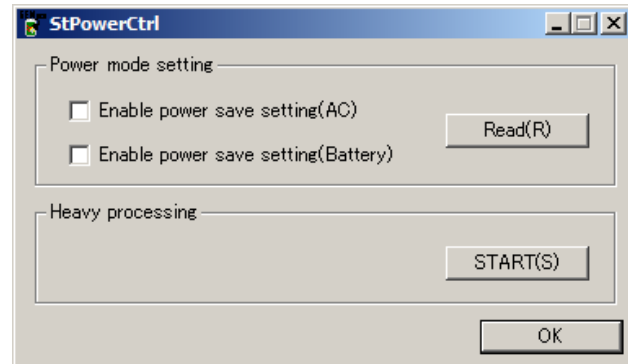 StPowerCtrl
Power mode setting
Enable power save setting(AC)
Read(R)
Enable power save setting(Battery)
Heavy processing
START(S)
OK